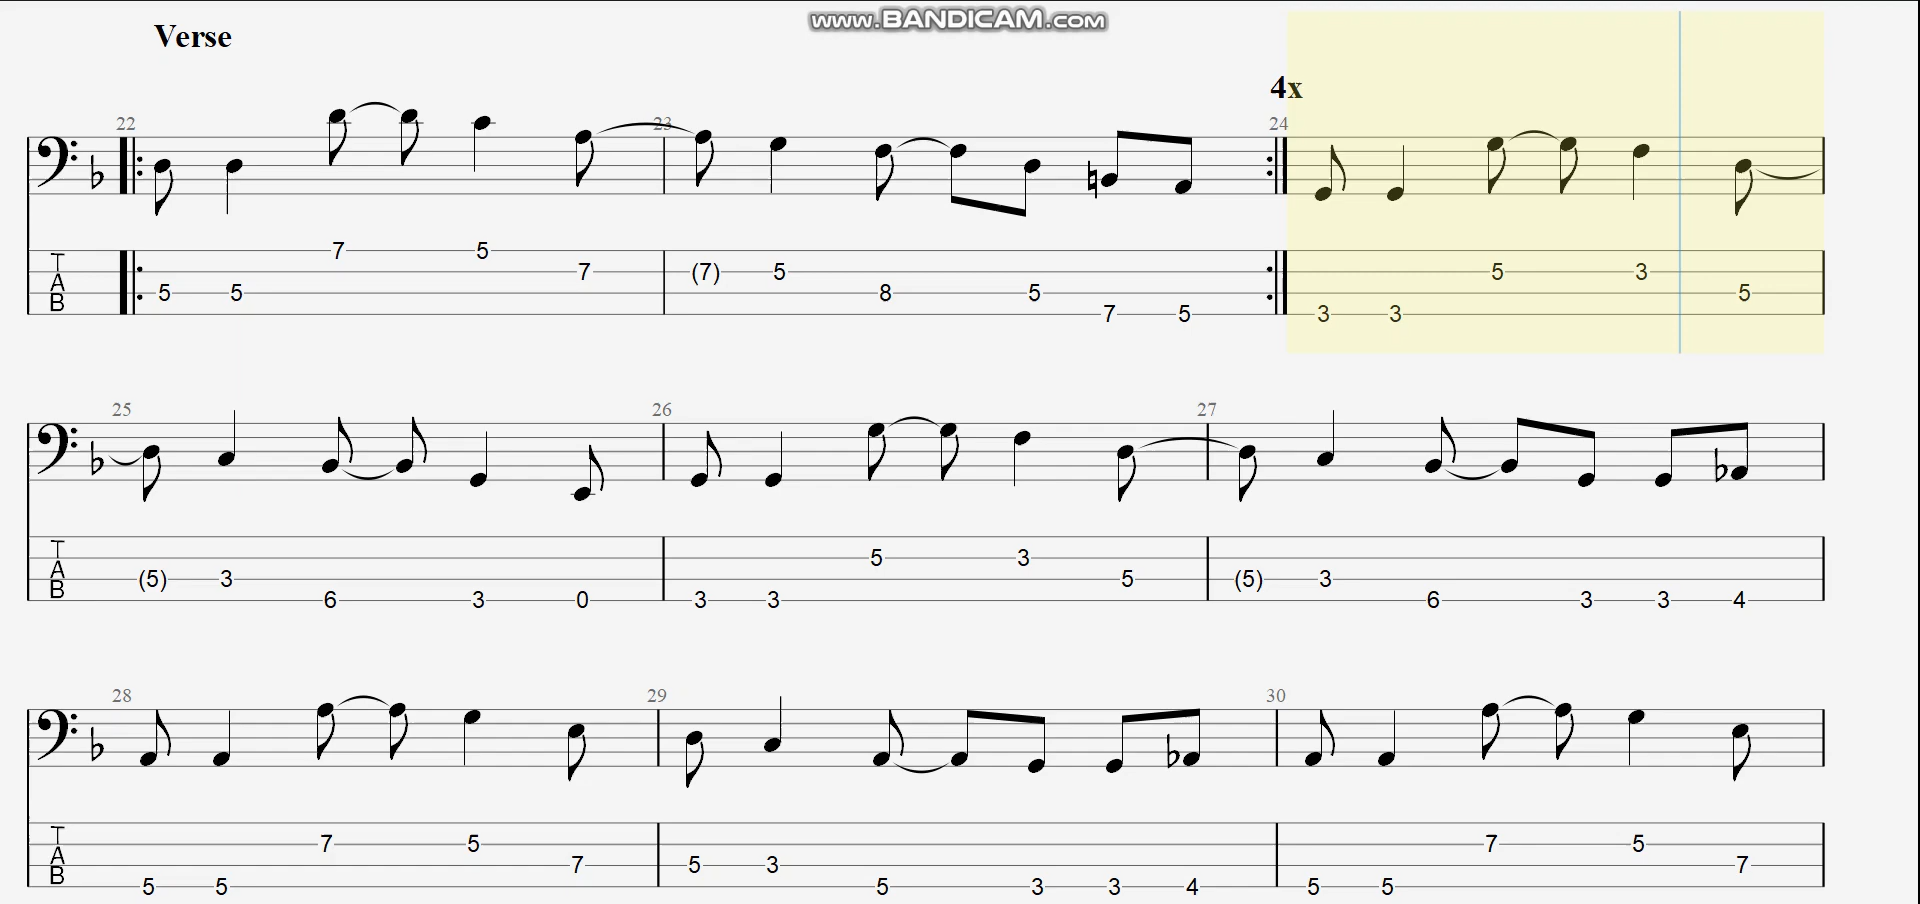 www.BANDICAM.com
Verse
4x
22 23 24
7 5 5
7 (7) 5 3
5 5 8 5 5
7 5 3 3
TAB
25 26 27
5 3
(5) 3 5 (5) 3
6 3 0 3 3 6 3 3 4
TAB
28 29 30
7 5 7 5
7 5 3 7
5 5 5 3 3 4 5 5
TAB